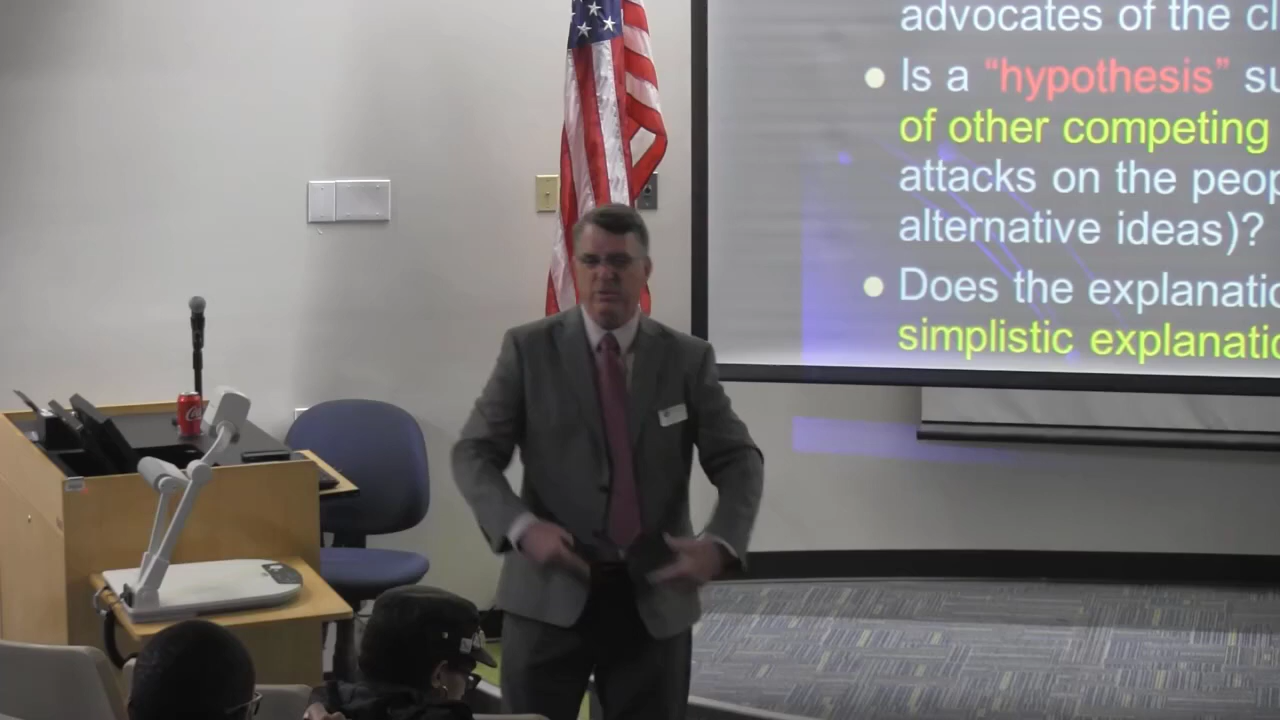 advocates of the cl
Is a “hypothesis” su
of other competing
attacks on the peop
alternative ideas)?
Does the explanatio
simplistic explanatio